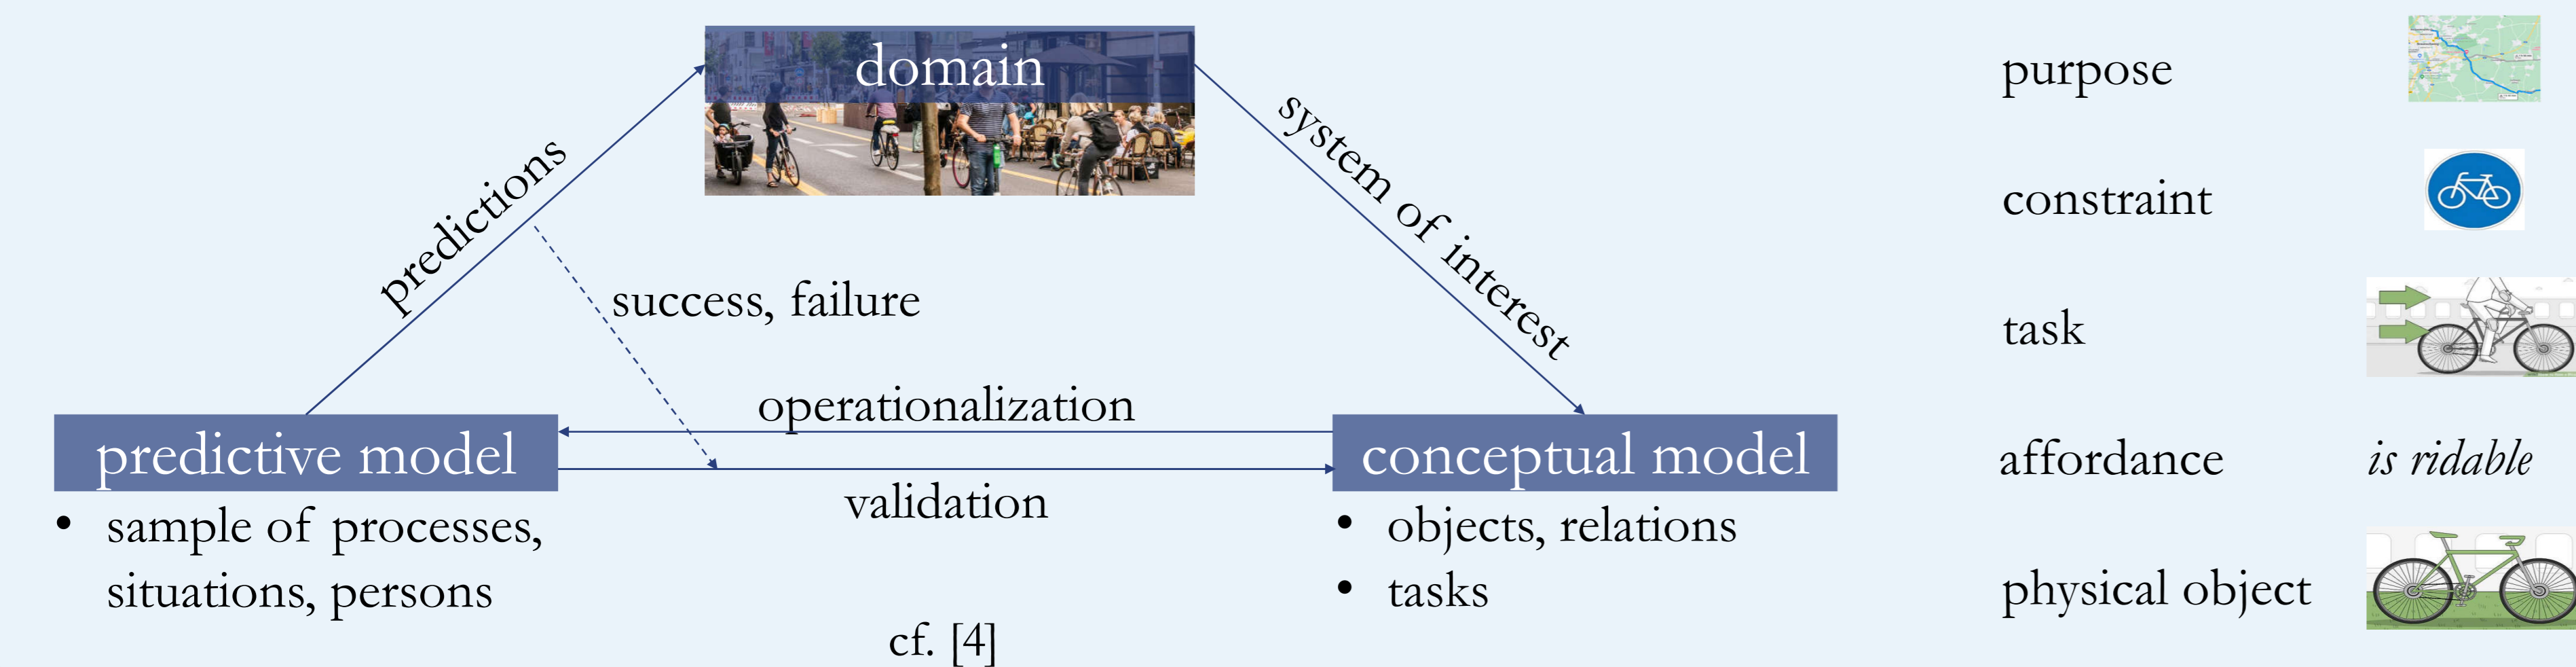 domain
predictions
system of interest
success, failure
operationalization
validation
predictive model
• sample of processes,
situations, persons
conceptual model
• objects, relations
• tasks
cf. [4]
purpose
constraint
task
affordance is ridable
physical object